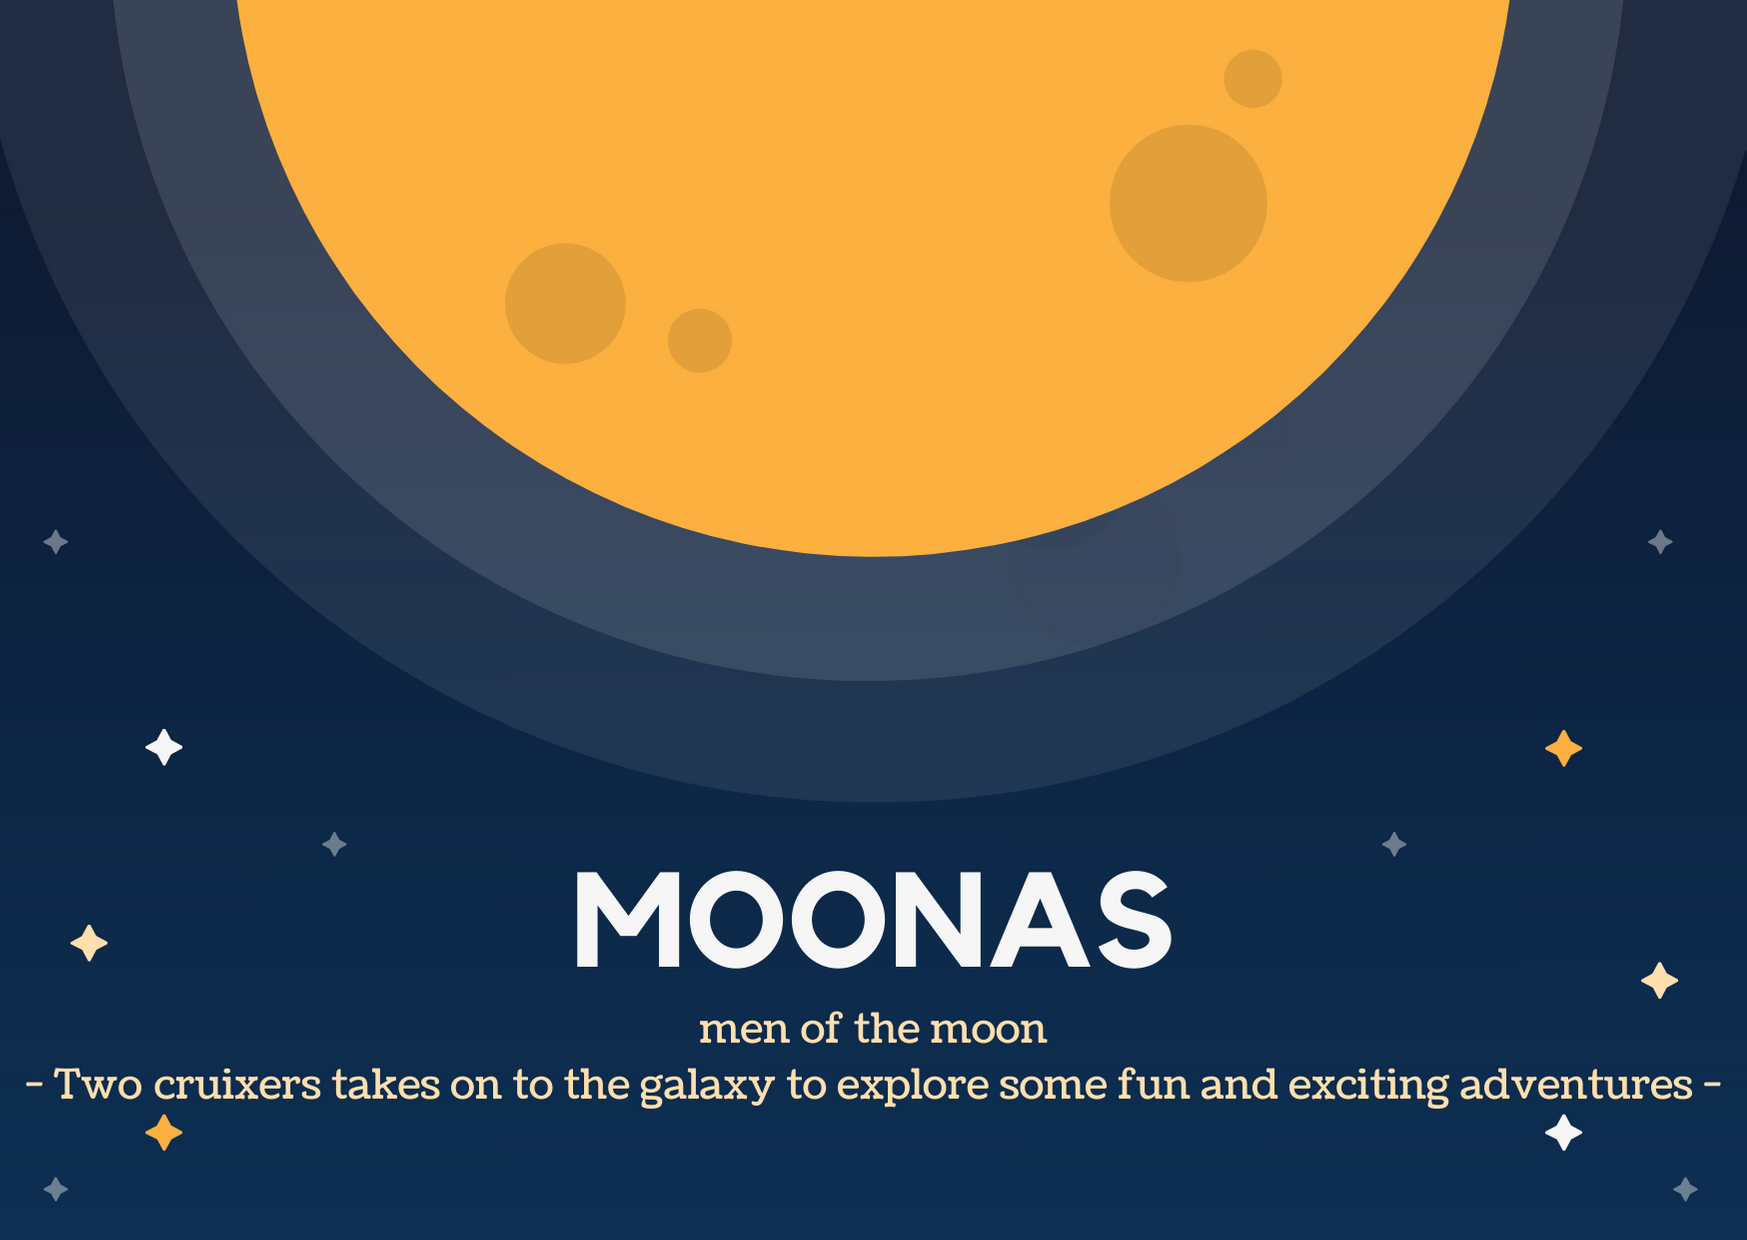 MOONAS
men of the moon
- Two cruixers takes on to the galaxy to explore some fun and exciting adventures -